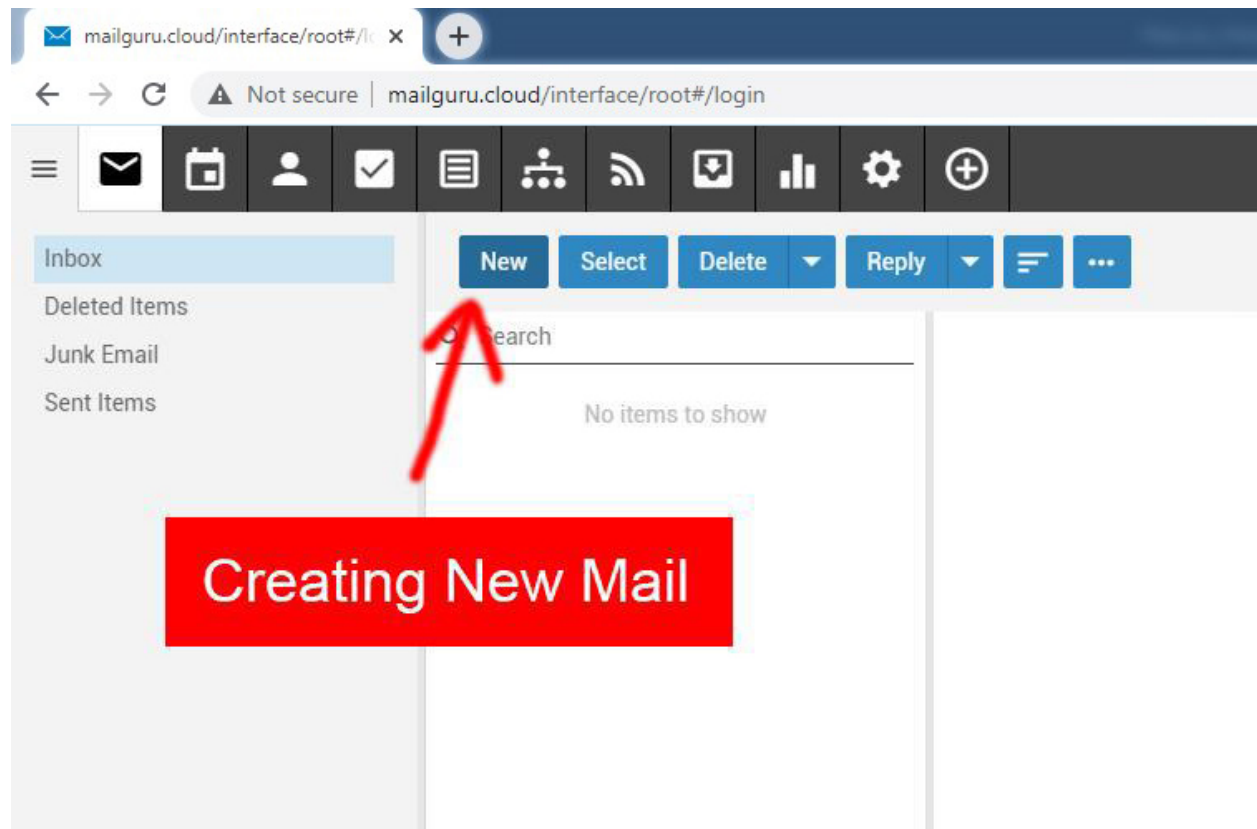 mailguru.cloud/interface/root#/l
Not secure | mailguru.cloud/interface/root#/login
Inbox
Deleted Items
Junk Email
Sent Items
New Select Delete Reply
Search
No items to show
Creating New Mail